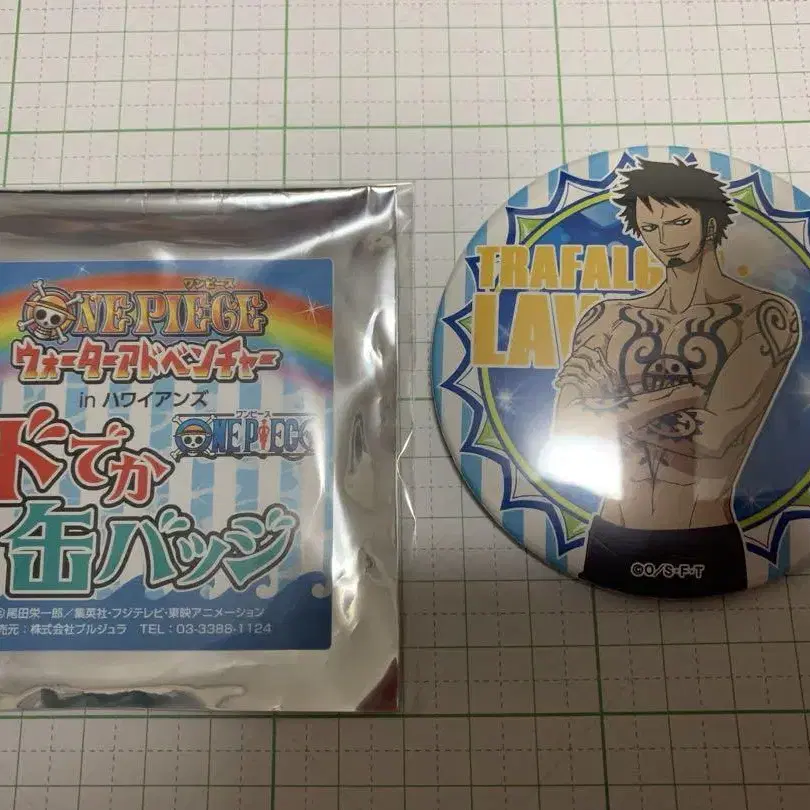 ワンピース
ONE PIECE
ウォーターアドベンチャー
in ハワイアンズ
ワンピース
ONE PIECE
ドでか
缶バッジ
©尾田栄一郎／集英社・フジテレビ・東映アニメーション
売元：株式会社ブルジュラ TEL：03-3388-1124
TRAFALG
LAW
©O/S・F・T